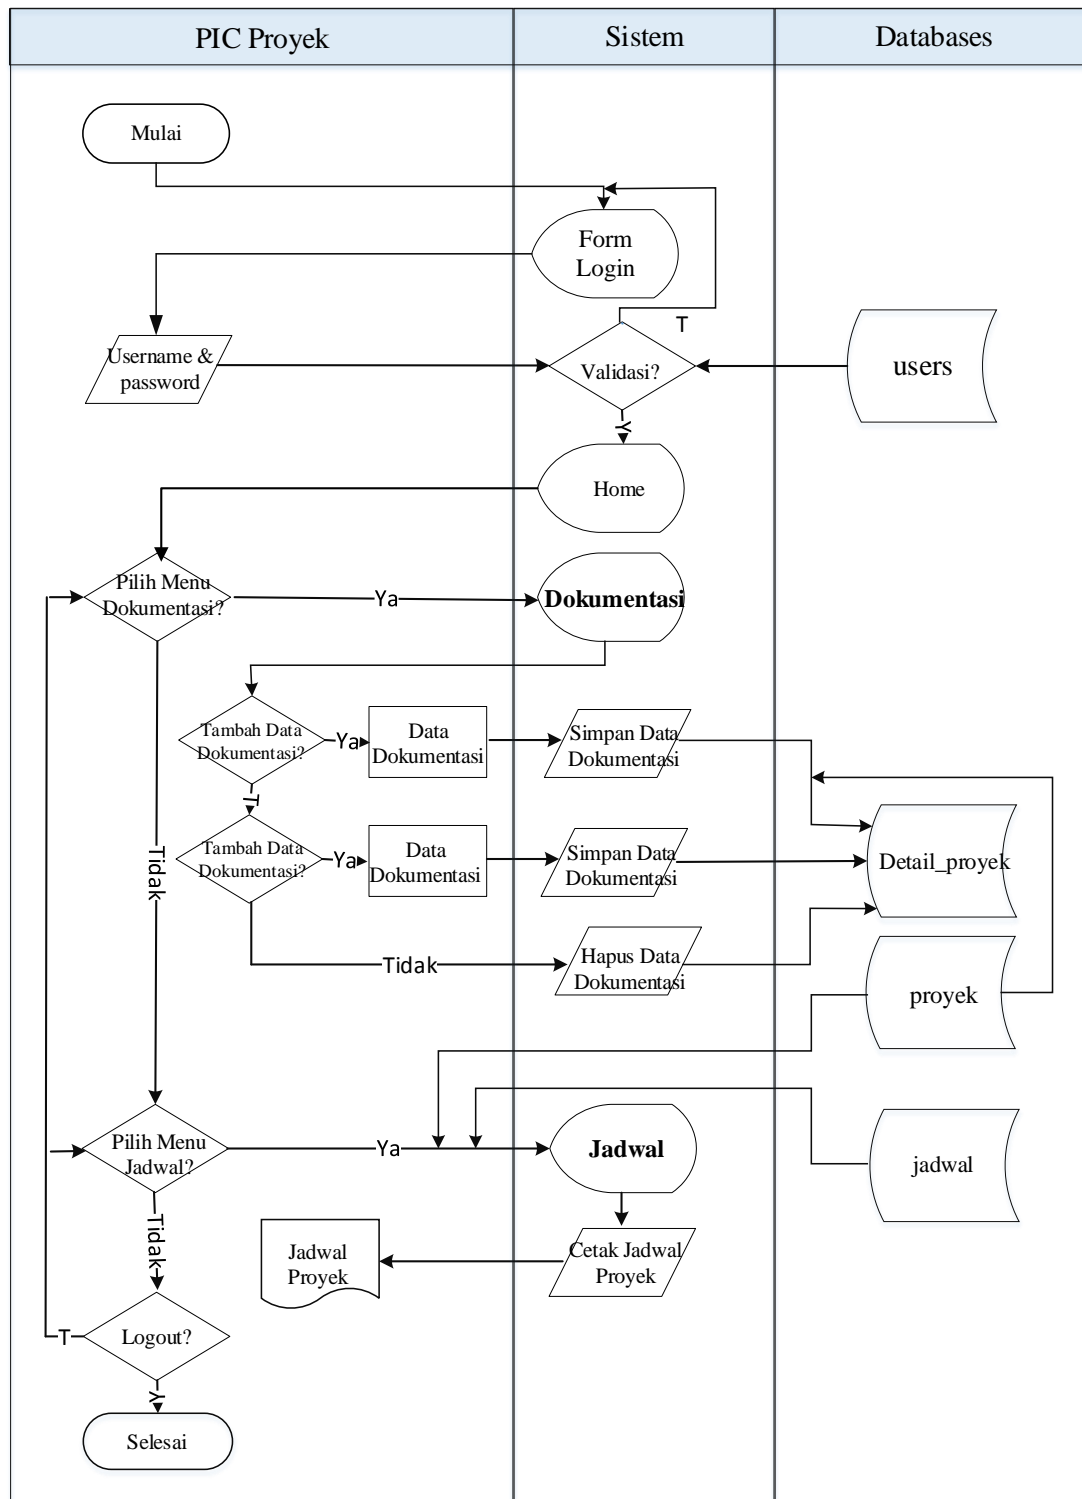 PIC Proyek
Sistem
Databases
Mulai
Form
Login
T
Username &
password
Validasi?
users
Y
Home
Pilih Menu
Dokumentasi?
Ya
Dokumentasi
Tambah Data
Dokumentasi?
Ya
Data
Dokumentasi
Simpan Data
Dokumentasi
T
Tidak
Tambah Data
Dokumentasi?
Ya
Data
Dokumentasi
Simpan Data
Dokumentasi
Detail_proyek
Tidak
Hapus Data
Dokumentasi
proyek
Pilih Menu
Jadwal?
Ya
Jadwal
jadwal
Tidak
Jadwal
Proyek
Cetak Jadwal
Proyek
T
Logout?
Y
Selesai